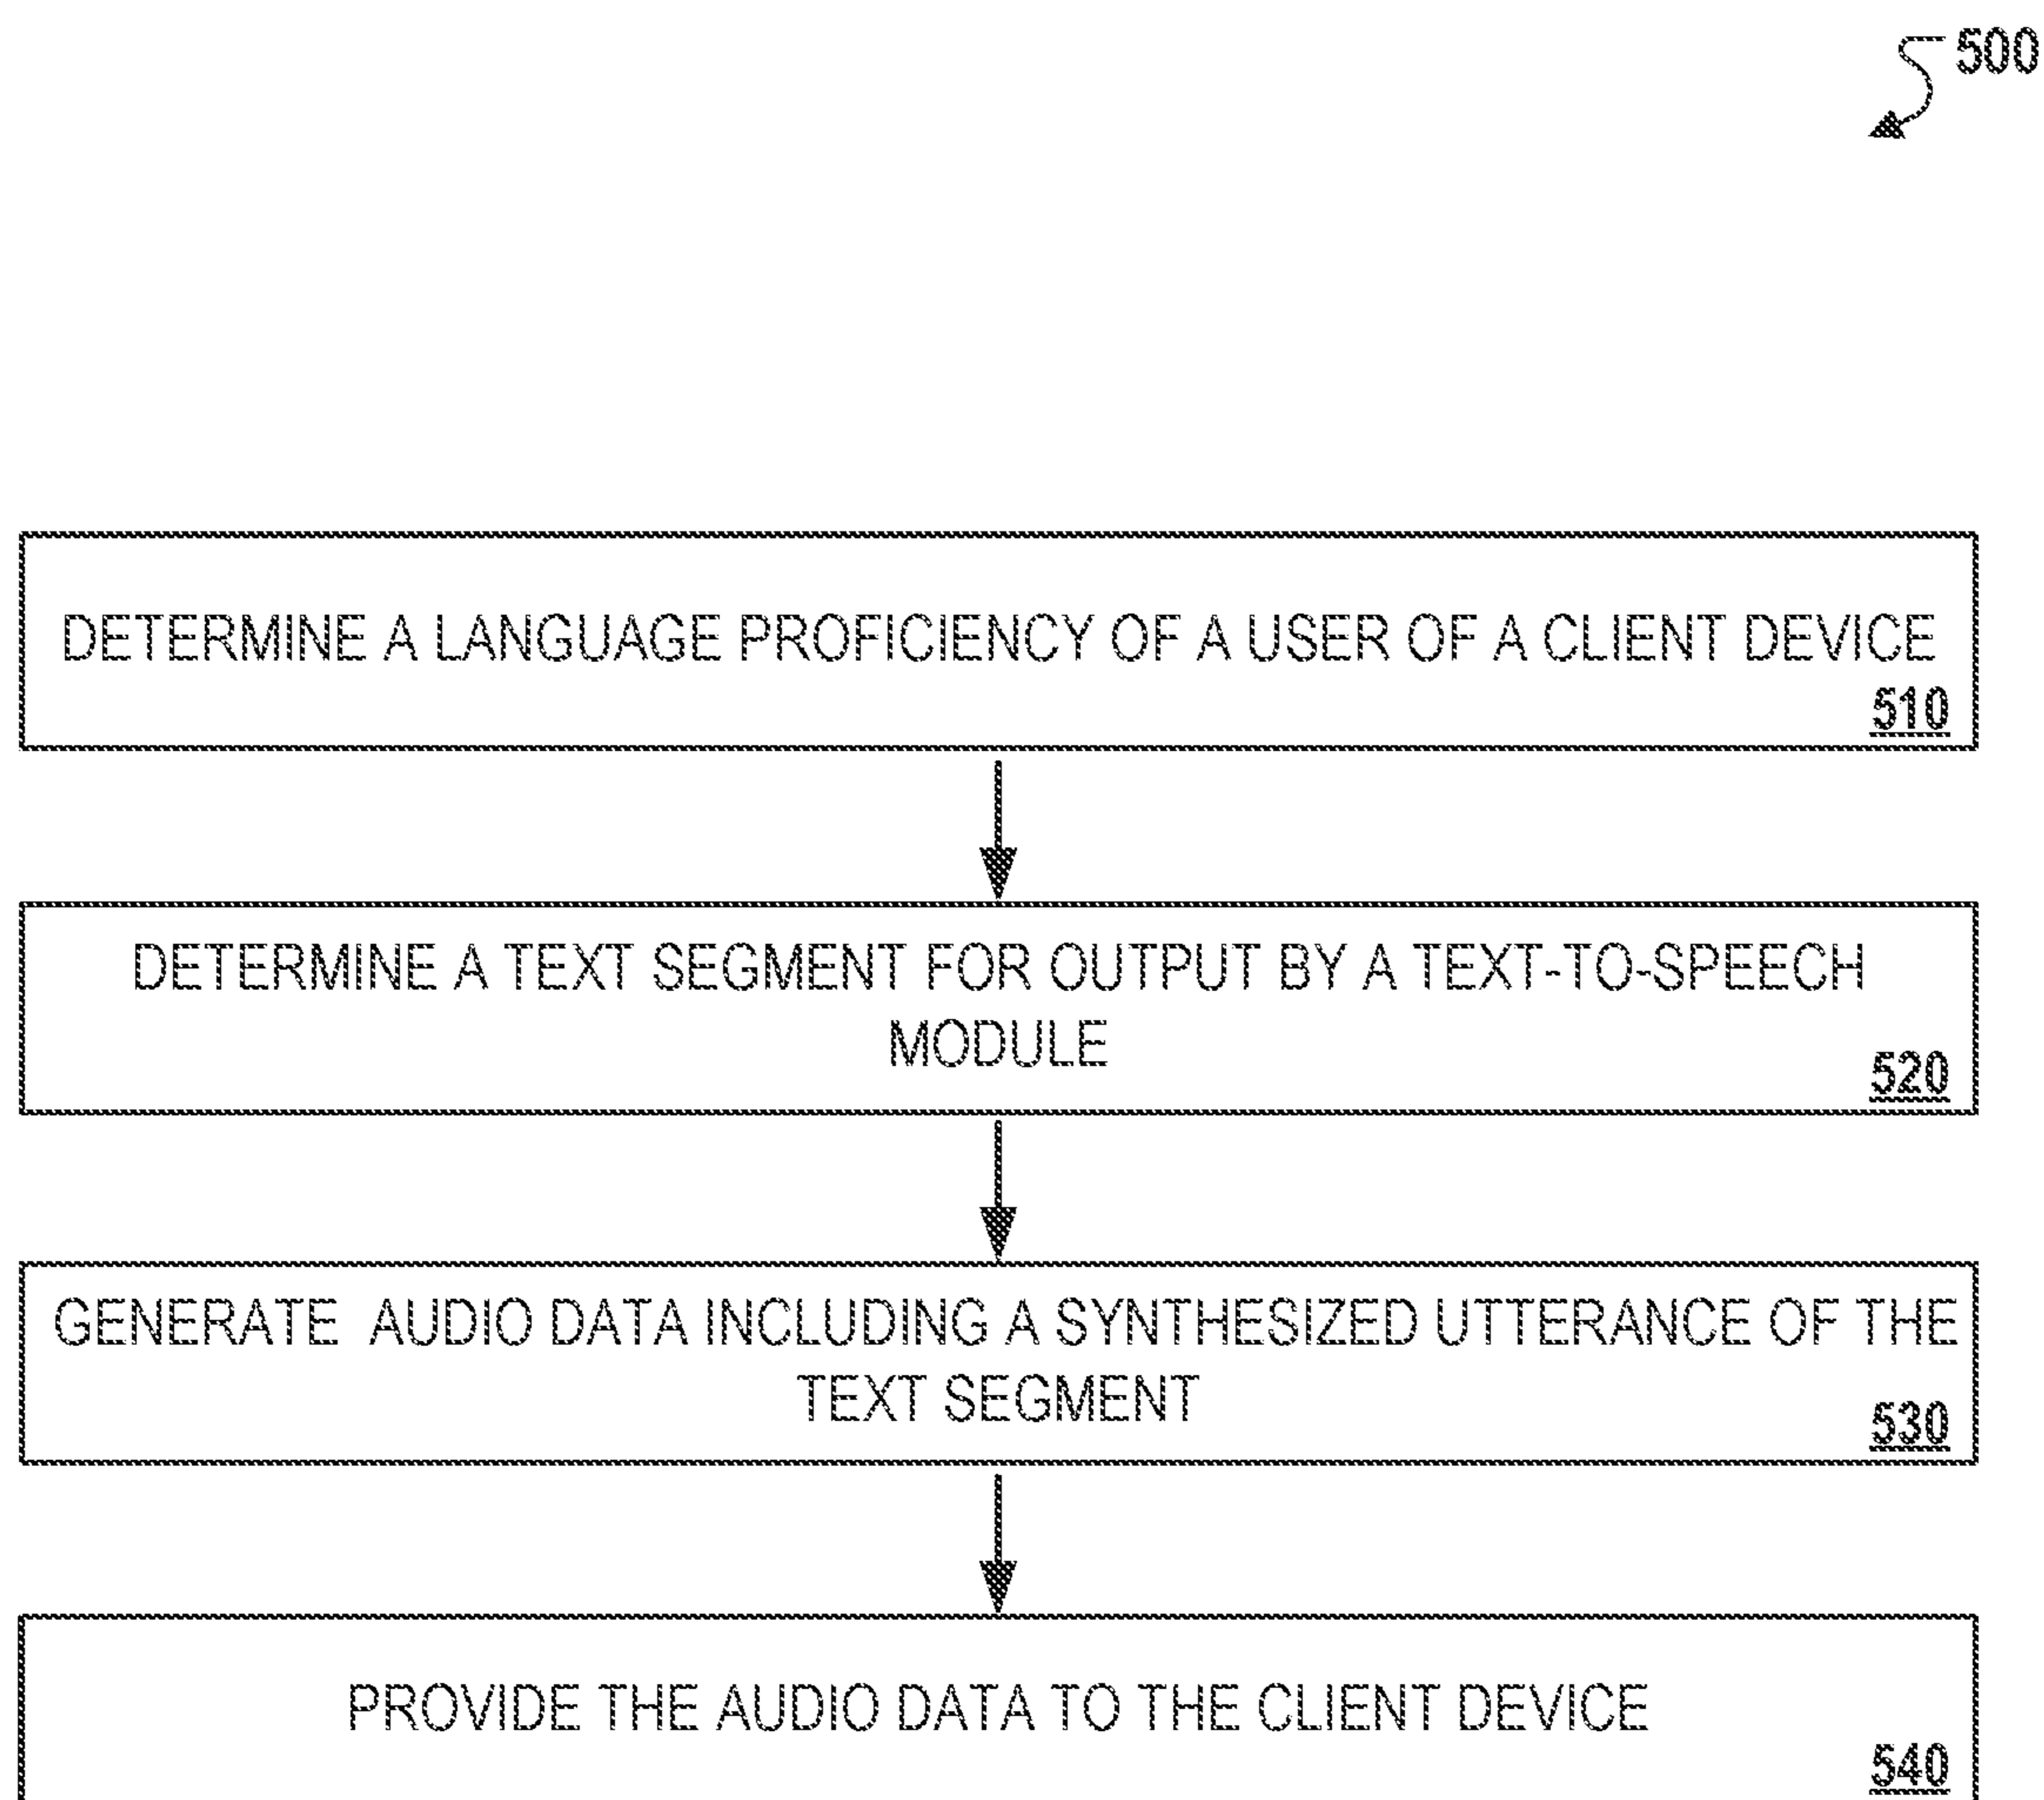 500
DETERMINE A LANGUAGE PROFICIENCY OF A USER OF A CLIENT DEVICE
510
DETERMINE A TEXT SEGMENT FOR OUTPUT BY A TEXT-TO-SPEECH
MODULE
520
GENERATE AUDIO DATA INCLUDING A SYNTHESIZED UTTERANCE OF THE
TEXT SEGMENT
530
PROVIDE THE AUDIO DATA TO THE CLIENT DEVICE
540